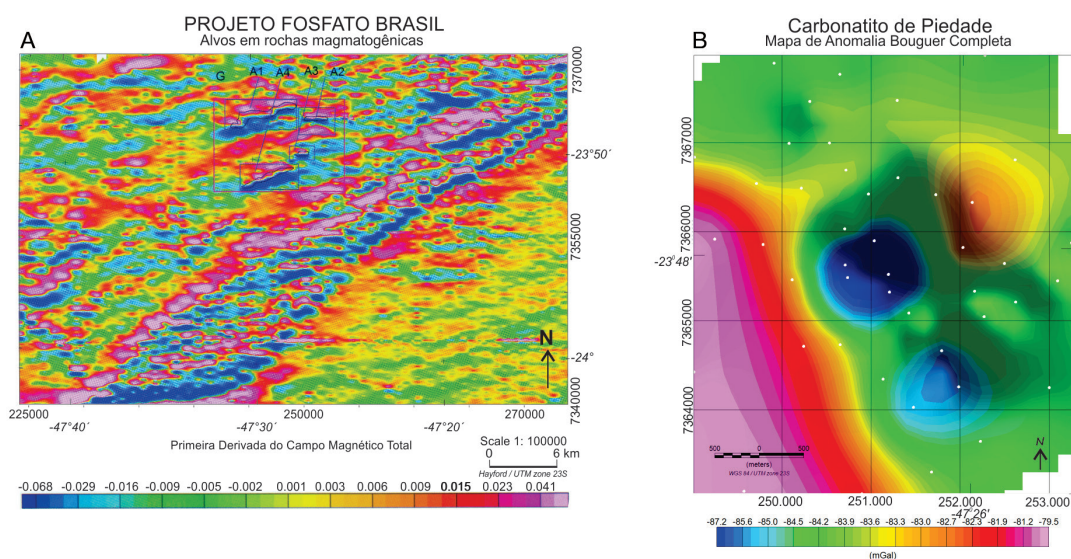 A
PROJETO FOSFATO BRASIL
Alvos em rochas magmatogênicas
G A1 A4 A3 A2
7370000
-23°50´
7355000
N
-24°
7340000
225000 250000 270000
-47°40´ -47°30´ -47°20´
Primeira Derivada do Campo Magnético Total
Scale 1: 100000
0 6 km
Hayford / UTM zone 23S
-0.068 -0.029 -0.016 -0.009 -0.005 -0.002 0.001 0.003 0.006 0.009 0.015 0.023 0.041
B
Carbonatito de Piedade
Mapa de Anomalia Bouguer Completa
7367000
7366000
-23°48´
7365000
7364000
500 0 500
(meters)
WGS 84 / UTM zone 23S
N
250.000 251.000 252.000 253.000
-47°26´
-87.2 -85.6 -85.0 -84.5 -84.2 -83.9 -83.6 -83.3 -83.0 -82.7 -82.3 -81.9 -81.2 -79.5
(mGal)